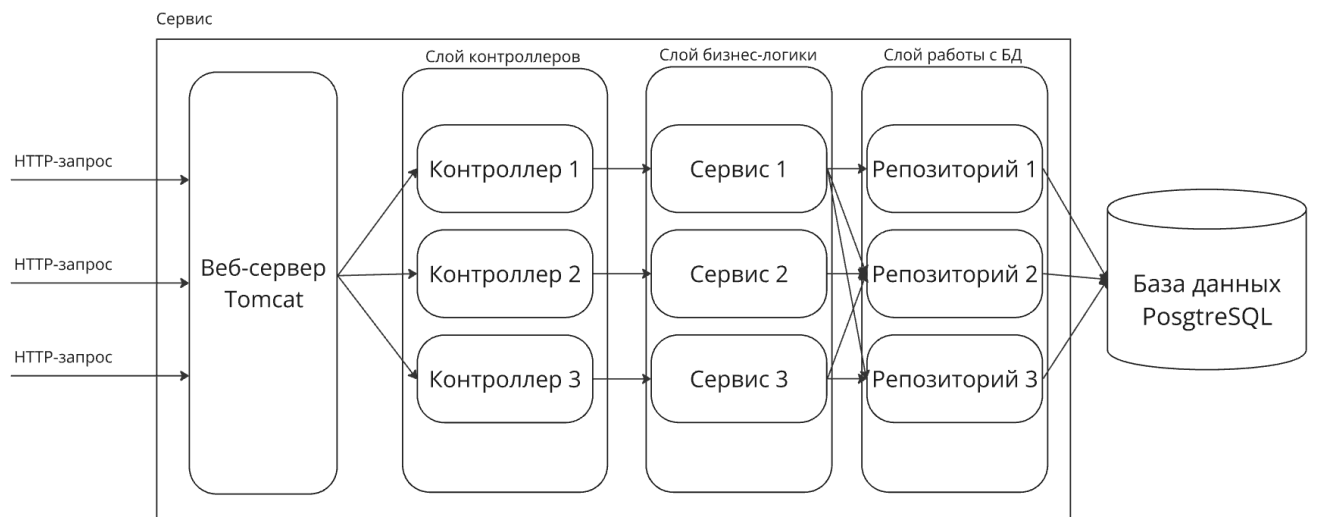 Сервис
Слой контроллеров
Слой бизнес-логики
Слой работы с БД
HTTP-запрос
HTTP-запрос
HTTP-запрос
Веб-сервер
Tomcat
Контроллер 1
Сервис 1
Репозиторий 1
Контроллер 2
Сервис 2
Репозиторий 2
Контроллер 3
Сервис 3
Репозиторий 3
База данных
PosgtreSQL